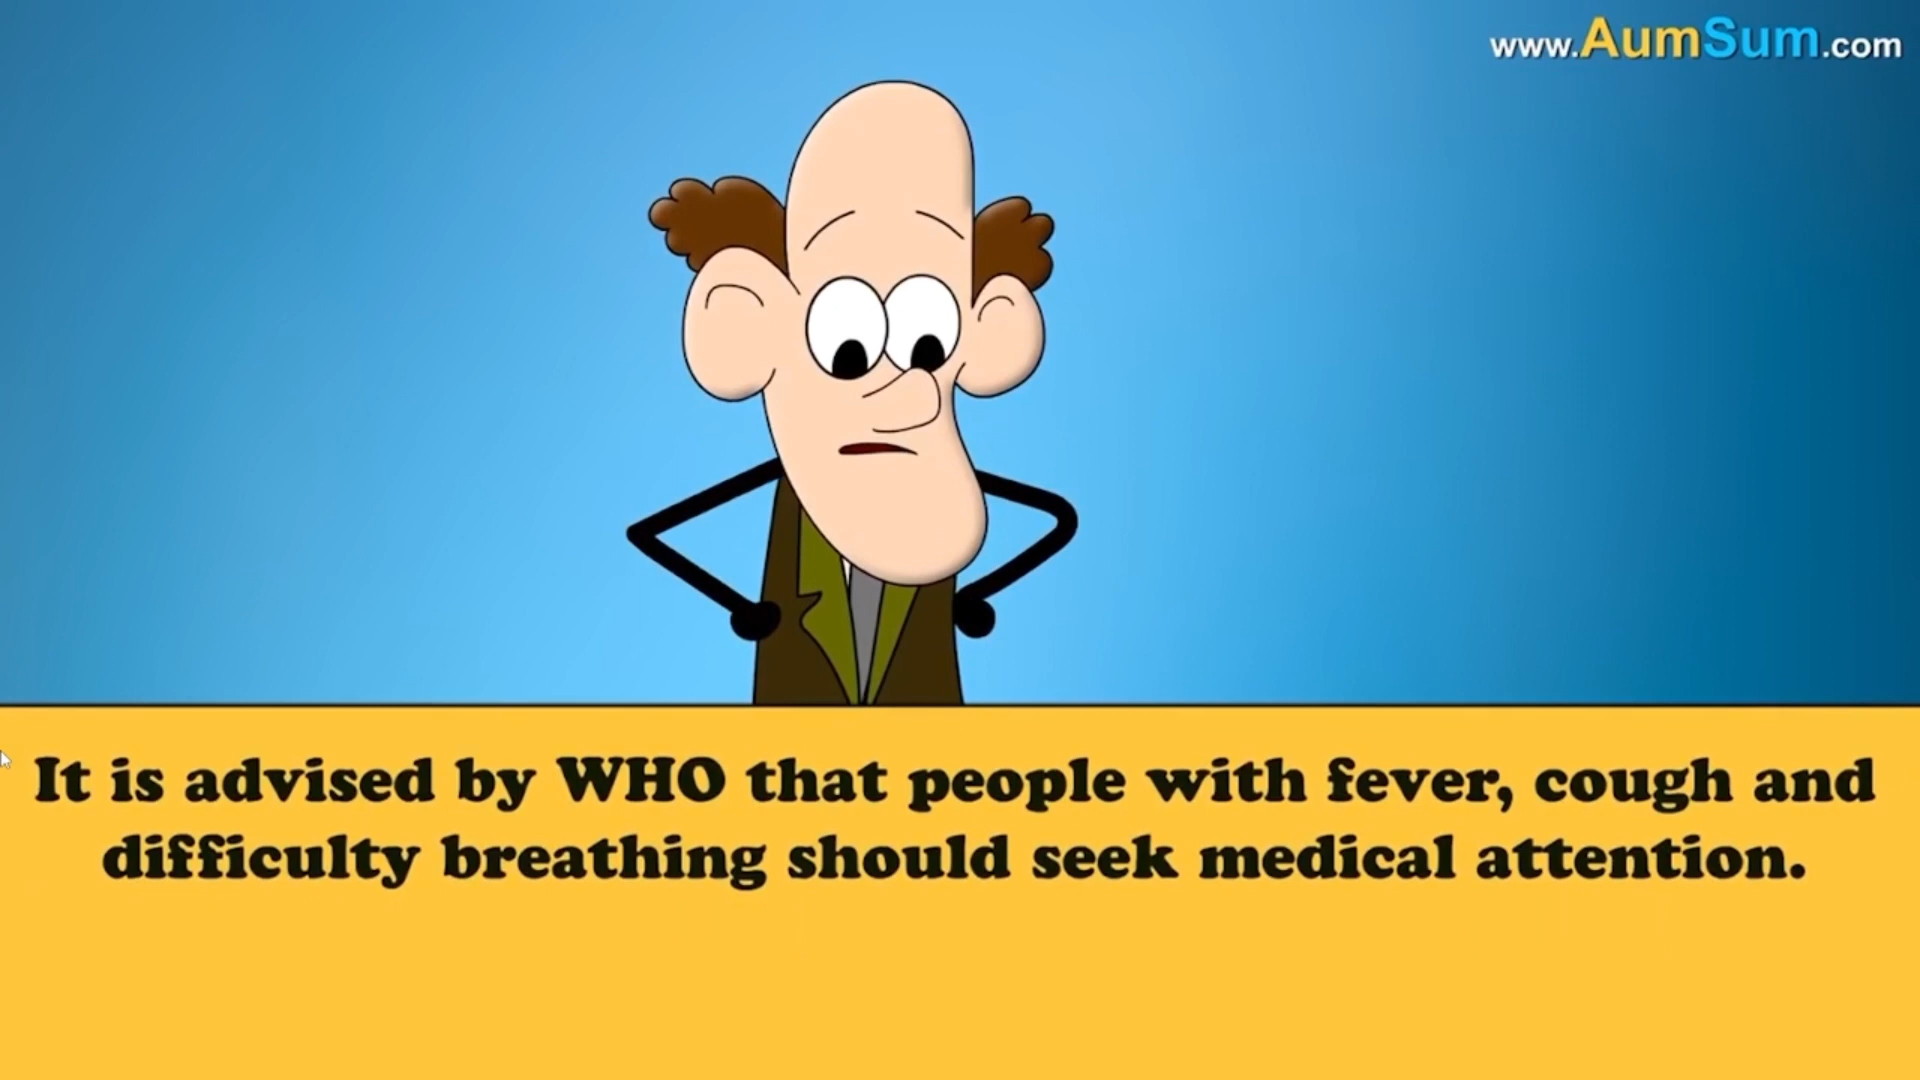 www.AumSum.com
It is advised by WHO that people with fever, cough and
difficulty breathing should seek medical attention.